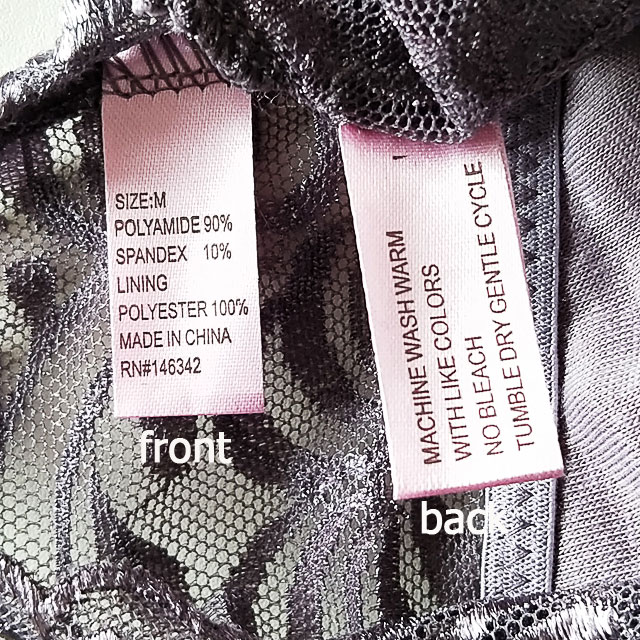 SIZE:M
POLYAMIDE 90%
SPANDEX 10%
LINING
POLYESTER 100%
MADE IN CHINA
RN#146342
front
MACHINE WASH WARM
WITH LIKE COLORS
NO BLEACH
TUMBLE DRY GENTLE CYCLE
back